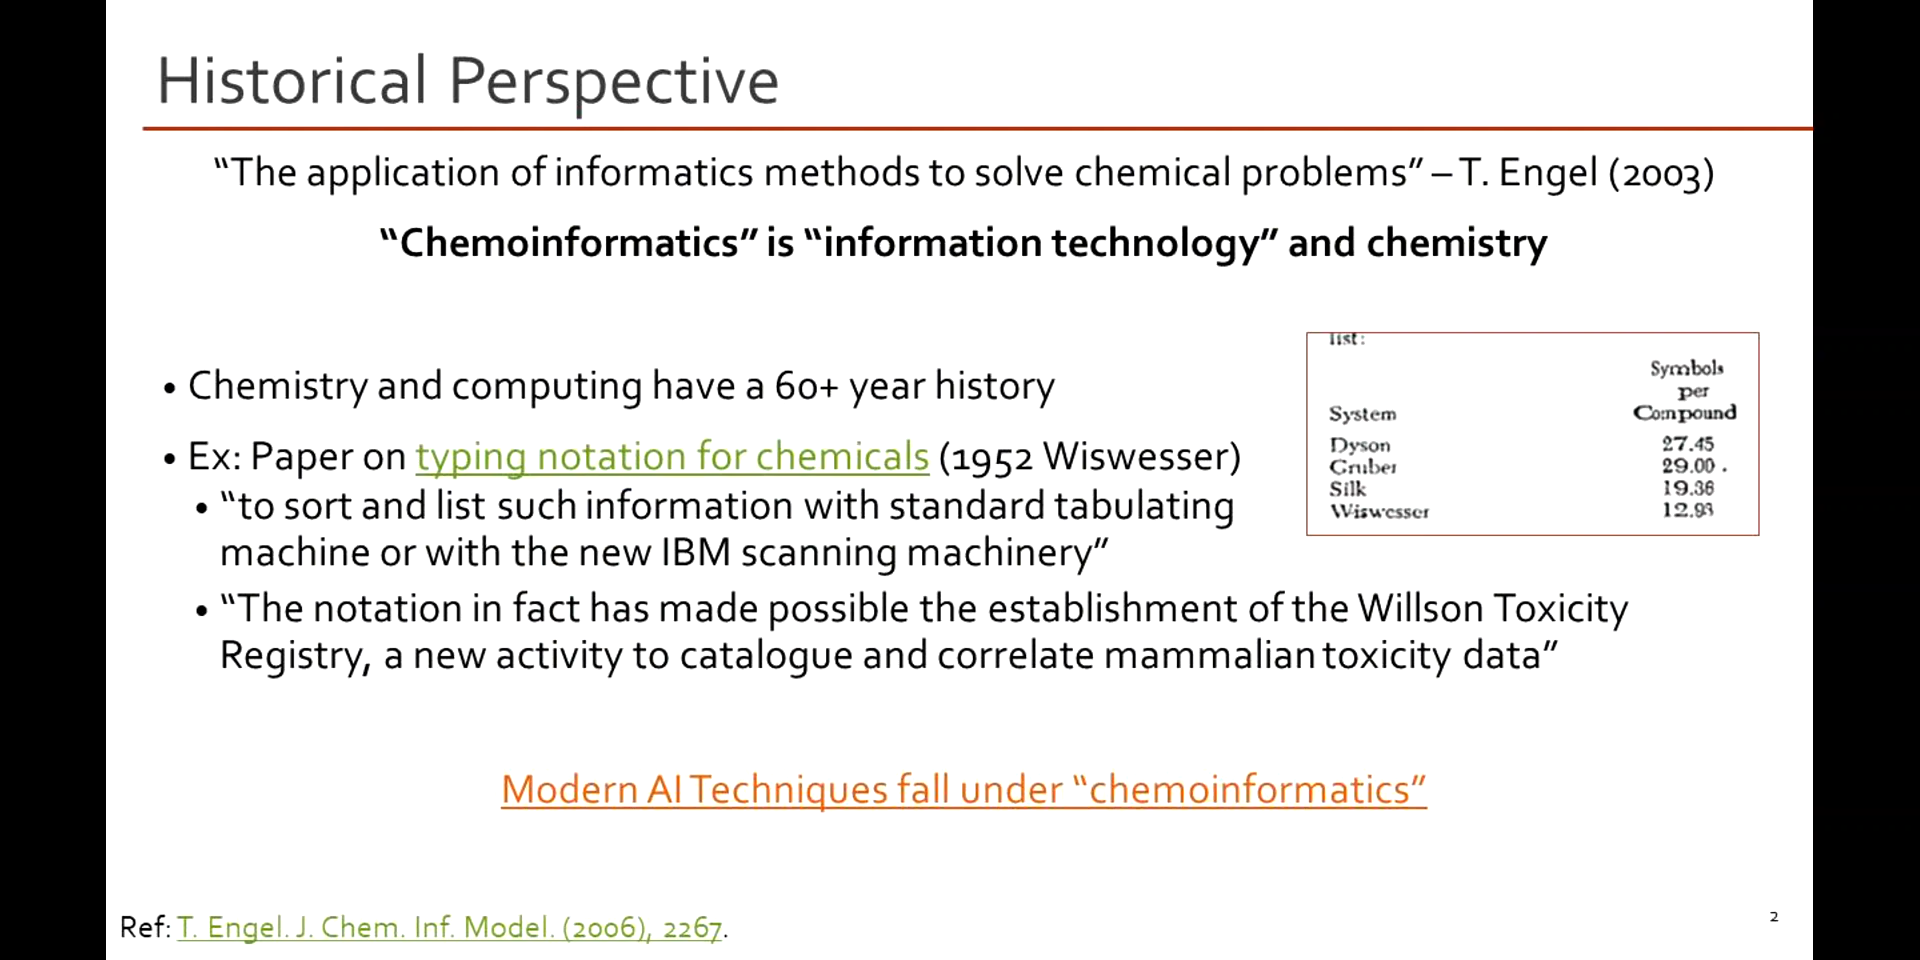 Historical Perspective
“The application of informatics methods to solve chemical problems” – T. Engel (2003)
“Chemoinformatics” is “information technology” and chemistry
• Chemistry and computing have a 60+ year history
• Ex: Paper on typing notation for chemicals (1952 Wiswesser)
• “to sort and list such information with standard tabulating
machine or with the new IBM scanning machinery”
• “The notation in fact has made possible the establishment of the Willson Toxicity
Registry, a new activity to catalogue and correlate mammalian toxicity data”
list:
Symbols
per
System Compound
Dyson 27.45
Gruber 29.00 .
Silk 19.36
Wiswesser 12.93
Modern AI Techniques fall under “chemoinformatics”
Ref: T. Engel. J. Chem. Inf. Model. (2006), 2267.
2